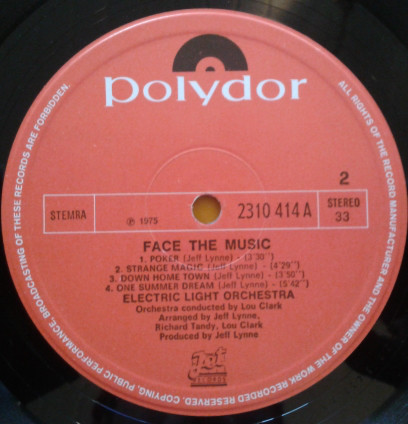 polydor
ALL RIGHTS OF THE RECORD MANUFACTURER AND OF THE OWNER OF THE WORK RECORDED RESERVED. COPYING, PUBLIC PERFORMANCE BROADCASTING OF THESE RECORDS ARE FORBIDDEN.
2
STEMRA
℗ 1975
2310 414 A
STEREO
33
FACE THE MUSIC
1. POKER (Jeff Lynne) - (3'30'')
2. STRANGE MAGIC (Jeff Lynne) - (4'29'')
3. DOWN HOME TOWN (Jeff Lynne) - (3'50'')
4. ONE SUMMER DREAM (Jeff Lynne) - (5'42'')
ELECTRIC LIGHT ORCHESTRA
Orchestra conducted by Lou Clark
Arranged by Jeff Lynne,
Richard Tandy, Lou Clark
Produced by Jeff Lynne
Jet
RECORDS